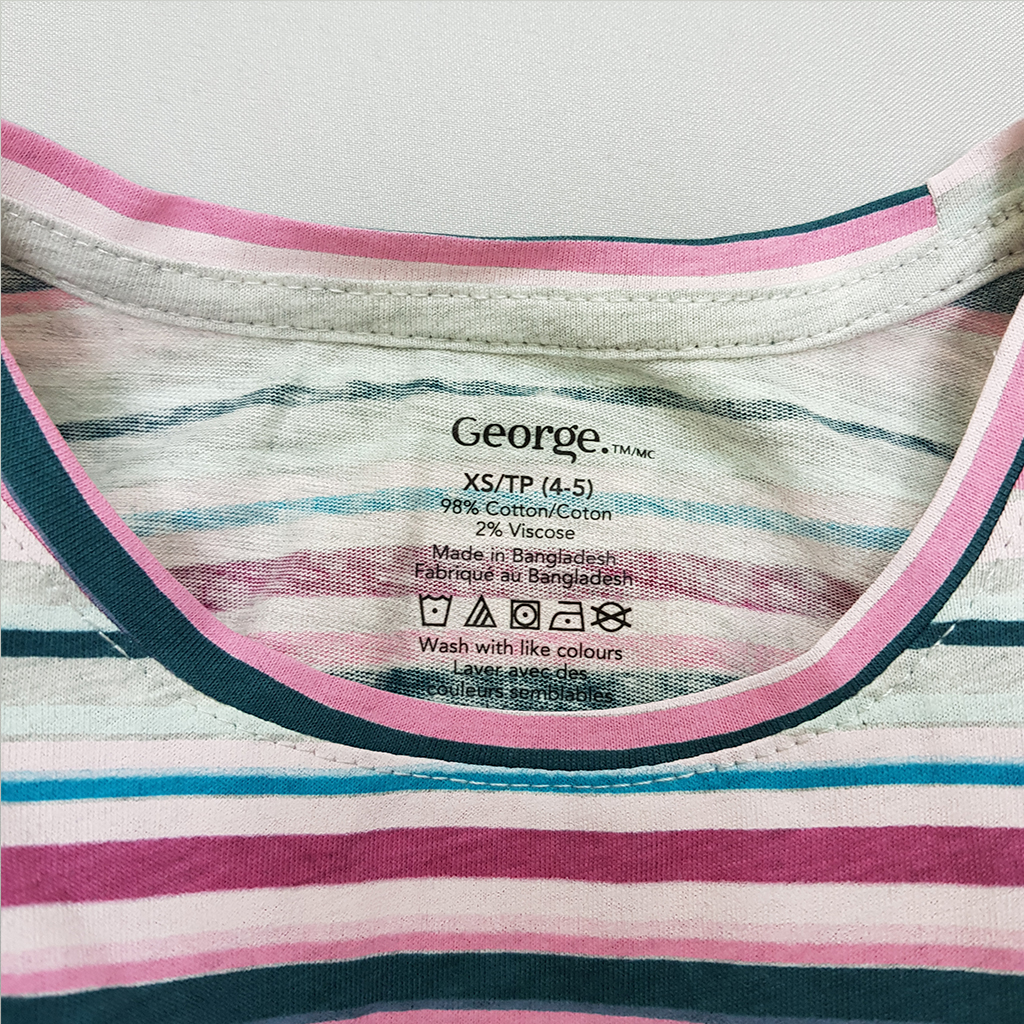 George.TM/MC
XS/TP (4-5)
98% Cotton/Coton
2% Viscose
Made in Bangladesh
Fabriqué au Bangladesh
Wash with like colours
Laver avec des
couleurs semblables